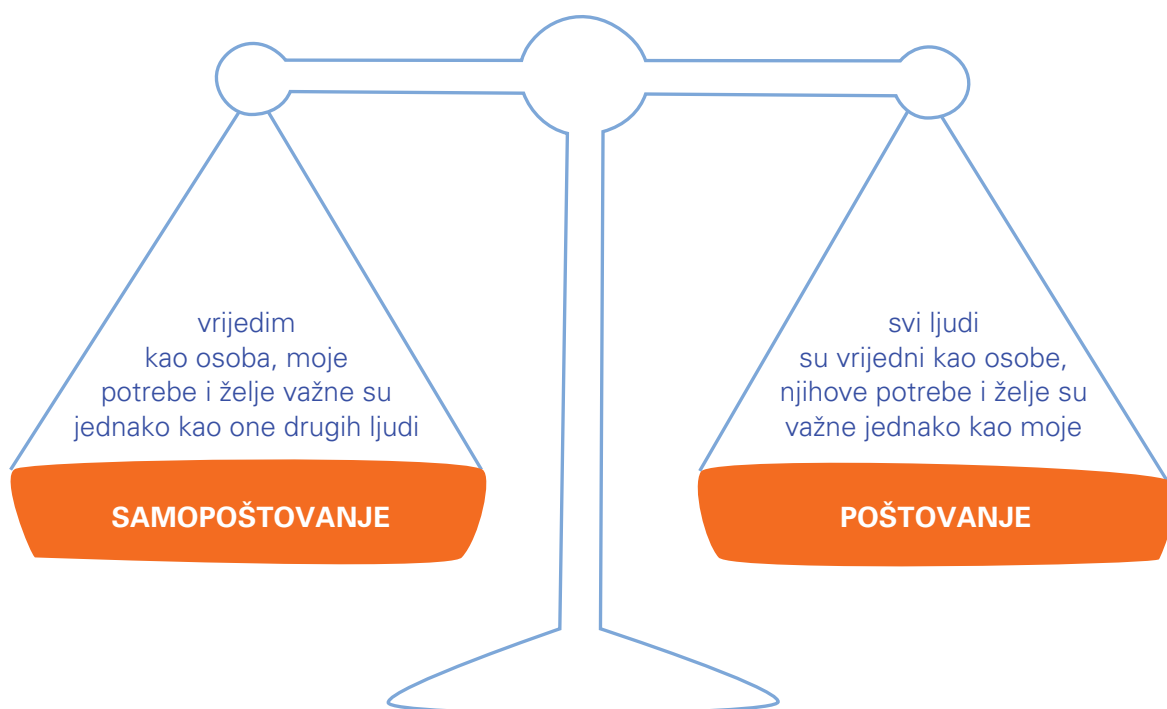 vrijedim
kao osoba, moje
potrebe i želje važne su
jednako kao one drugih ljudi
SAMOPOŠTOVANJE
svi ljudi
su vrijedni kao osobe,
njihove potrebe i želje su
važne jednako kao moje
POŠTOVANJE